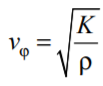 v_φ = √(K/ρ)